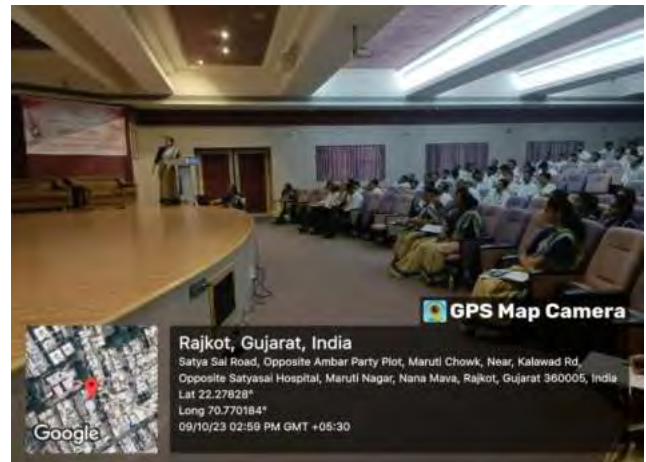 GPS Map Camera
Rajkot, Gujarat, India
Satya Sai Road, Opposite Ambar Party Plot, Maruti Chowk, Near, Kalawad Rd,
Opposite Satyasai Hospital, Maruti Nagar, Nana Mava, Rajkot, Gujarat 360005, India
Lat 22.27828°
Long 70.770184°
09/10/23 02:59 PM GMT +05:30
Google